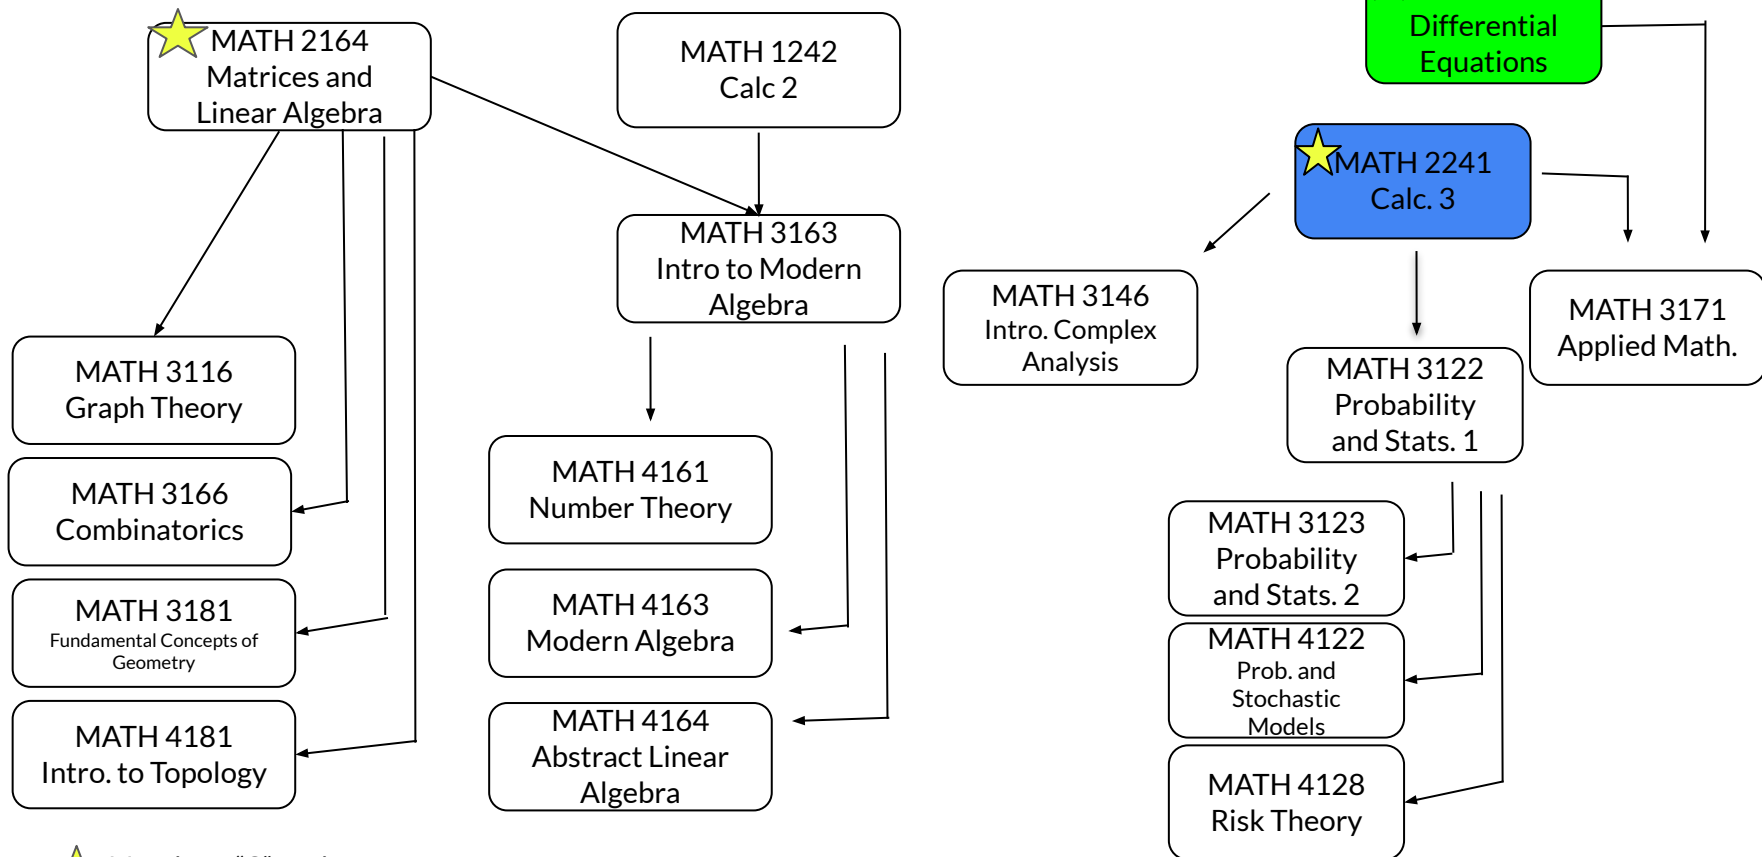 MATH 2164
Matrices and
Linear Algebra
MATH 1242
Calc 2
Differential
Equations
MATH 2241
Calc. 3
MATH 3163
Intro to Modern
Algebra
MATH 3146
Intro. Complex
Analysis
MATH 3171
Applied Math.
MATH 3122
Probability
and Stats. 1
MATH 3116
Graph Theory
MATH 3166
Combinatorics
MATH 3181
Fundamental Concepts of
Geometry
MATH 4181
Intro. to Topology
MATH 4161
Number Theory
MATH 4163
Modern Algebra
MATH 4164
Abstract Linear
Algebra
MATH 3123
Probability
and Stats. 2
MATH 4122
Prob. and
Stochastic
Models
MATH 4128
Risk Theory